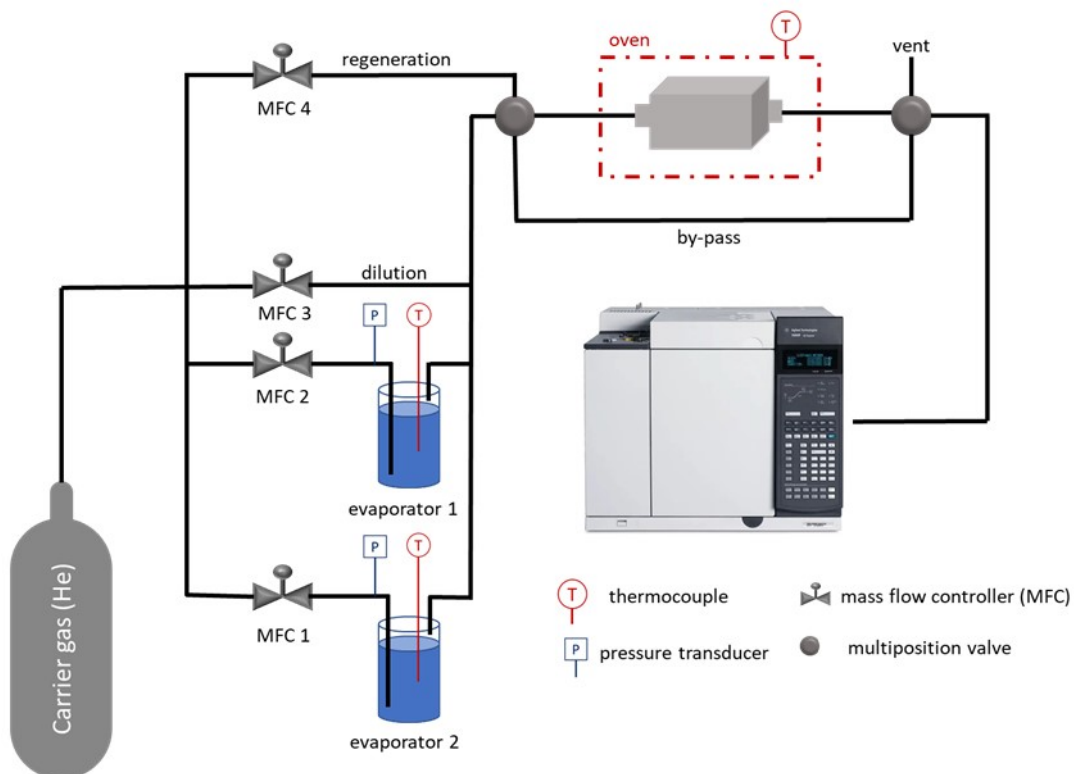 T
oven
vent
regeneration
MFC 4
by-pass
dilution
MFC 3
P
T
MFC 2
evaporator 1
P
T
MFC 1
evaporator 2
Carrier gas (He)
T
thermocouple
mass flow controller (MFC)
P
pressure transducer
multiposition valve